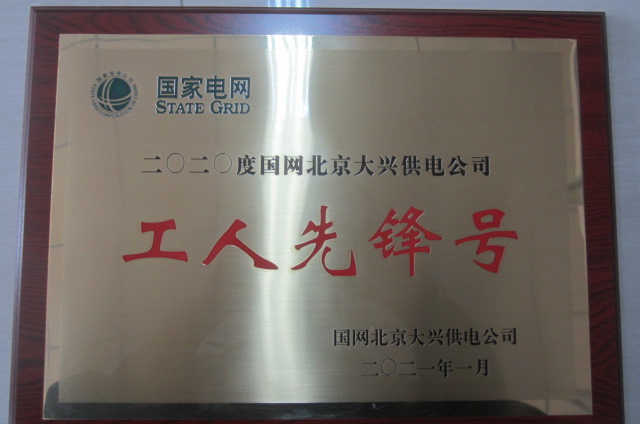 国家电网
STATE GRID
二〇二〇度国网北京大兴供电公司
工人先锋号
国网北京大兴供电公司
二〇二一年一月